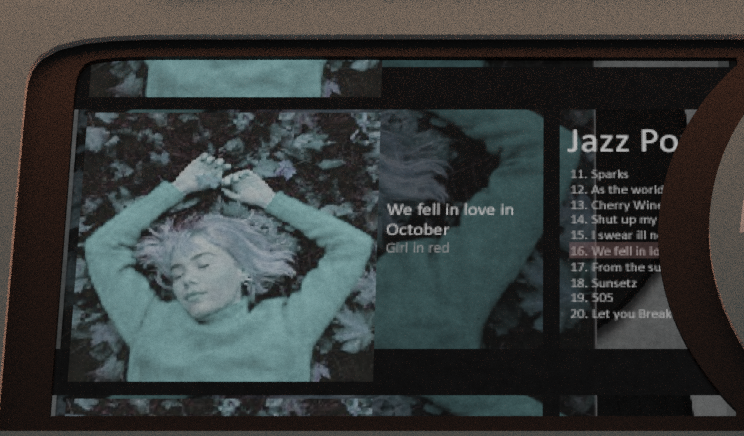 We fell in love in
October
Girl in red
Jazz Po
11. Sparks
12. As the world
13. Cherry Wine
14. Shut up my
15. I swear ill n
16. We fell in lo
17. From the su
18. Sunsetz
19. 505
20. Let you Break